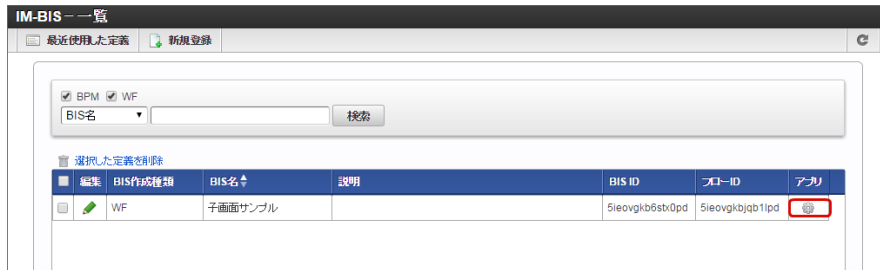 IM-BIS－一覧
最近使用した定義 新規登録
BPM WF
BIS名 検索
選択した定義を削除
編集 BIS作成種類 BIS名 説明 BIS ID フローID アプリ
WF 子画面サンプル 5ieovgkb6stx0pd 5ieovgkbjqb1lpd